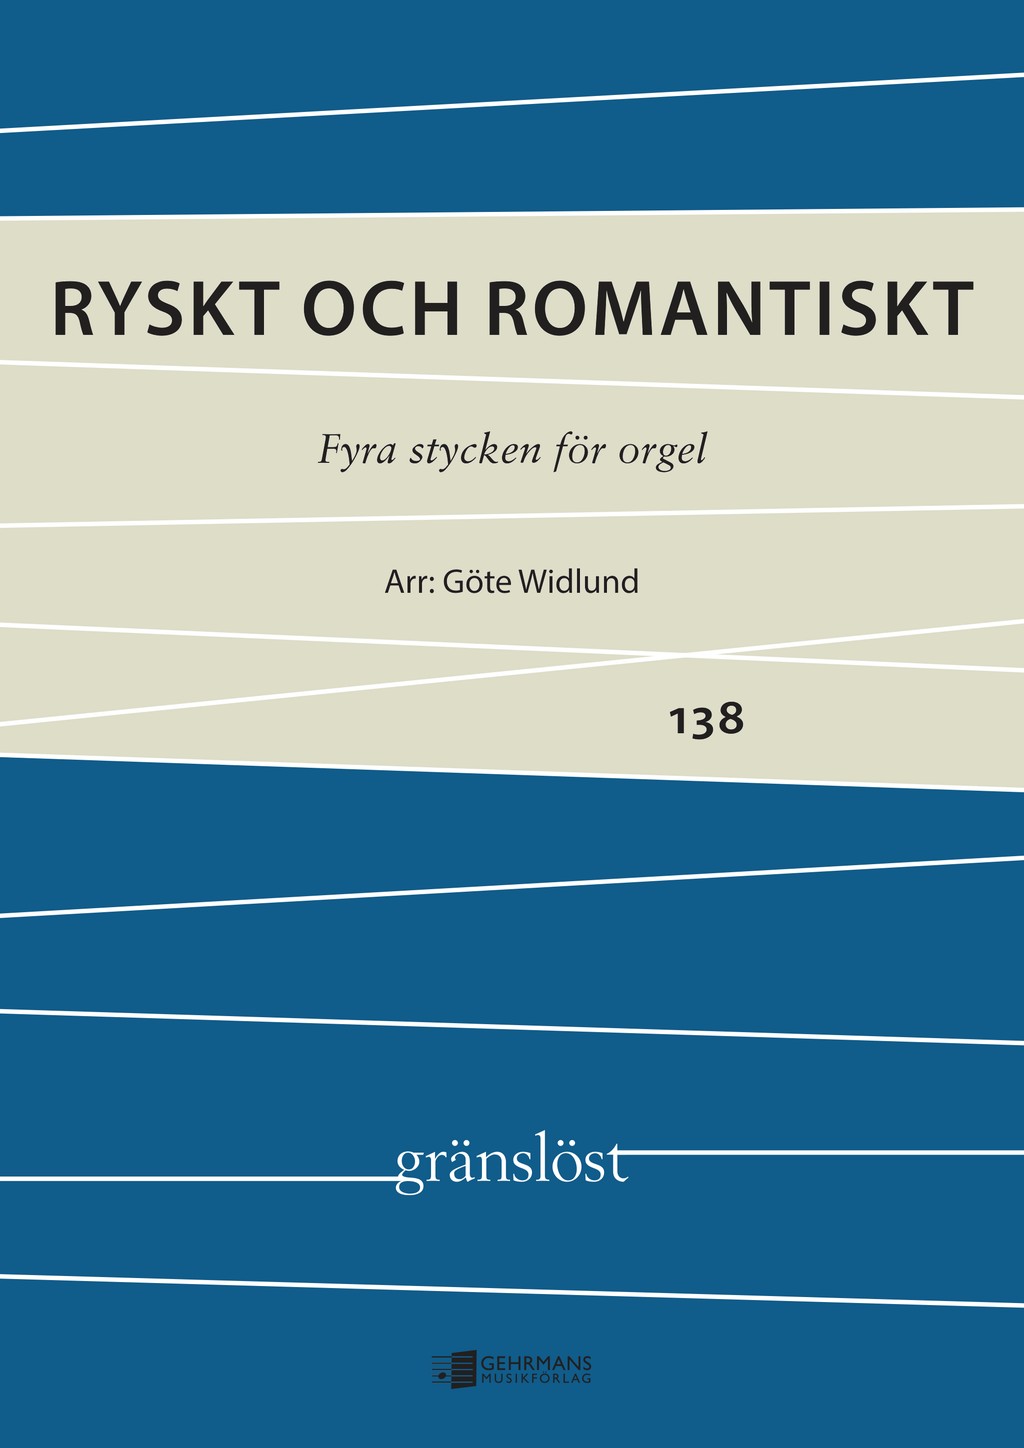 RYSKT OCH ROMANTISKT
Fyra stycken för orgel
Arr: Göte Widlund
138
gränslöst
GEHRMANS
MUSIKFÖRLAG